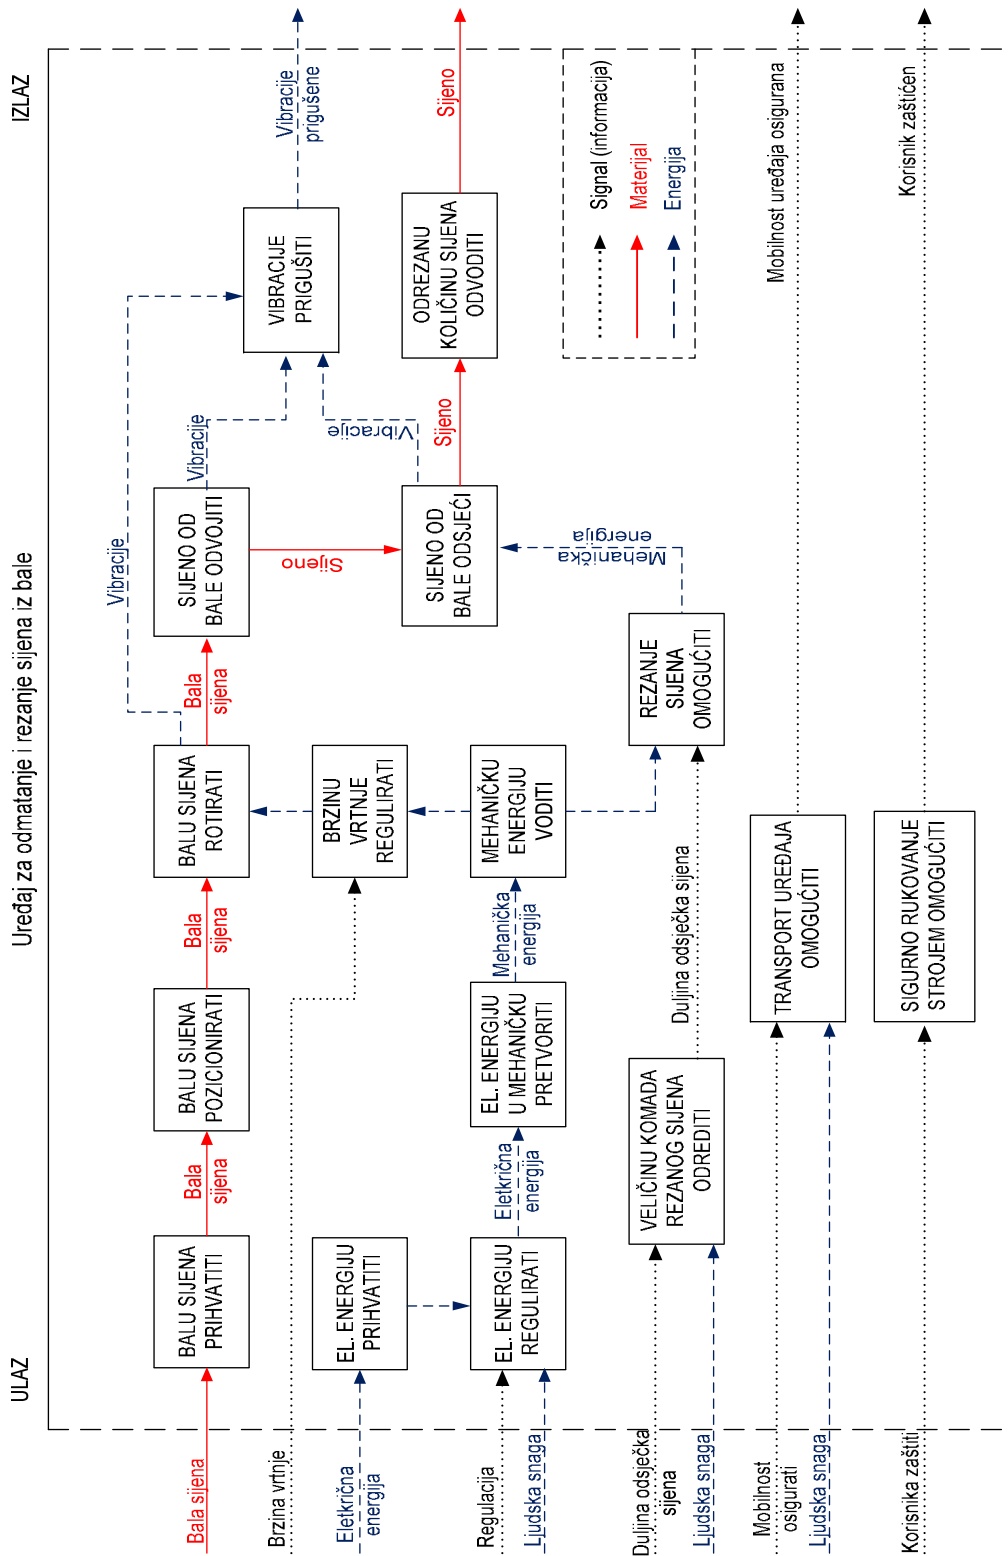 Uređaj za odmatanje i rezanje sijena iz bale
ULAZ
IZLAZ
Bala sijena
BALU SIJENA
PRIHVATITI
Bala
sijena
BALU SIJENA
POZICIONIRATI
Bala
sijena
BALU SIJENA
ROTIRATI
Bala
sijena
SIJENO OD
BALE ODVOJITI
Vibracije
Vibracije
VIBRACIJE
PRIGUŠITI
Vibracije
prigušene
Brzina vrtnje
BRZINU
VRTNJE
REGULIRATI
Sijeno
Vibracije
Eletkrična
energija
EL. ENERGIJU
PRIHVATITI
SIJENO OD
BALE ODSJEĆI
Sijeno
ODREZANU
KOLIČINU SIJENA
ODVODITI
Sijeno
Regulacija
Ljudska snaga
EL. ENERGIJU
REGULIRATI
Eletkrična
energija
EL. ENERGIJU
U MEHANIČKU
PRETVORITI
Mehanička
energija
MEHANIČKU
ENERGIJU
VODITI
Mehanička
energija
Duljina odsječka
sijena
Ljudska snaga
VELIČINU KOMADA
REZANOG SIJENA
ODREDITI
Duljina odsječka sijena
REZANJE
SIJENA
OMOGUĆITI
Signal (informacija)
Materijal
Energija
Mobilnost
osigurati
Ljudska snaga
TRANSPORT UREĐAJA
OMOGUĆITI
Mobilnost uređaja osigurana
Korisnika zaštiti
SIGURNO RUKOVANJE
STROJEM OMOGUĆITI
Korisnik zaštićen